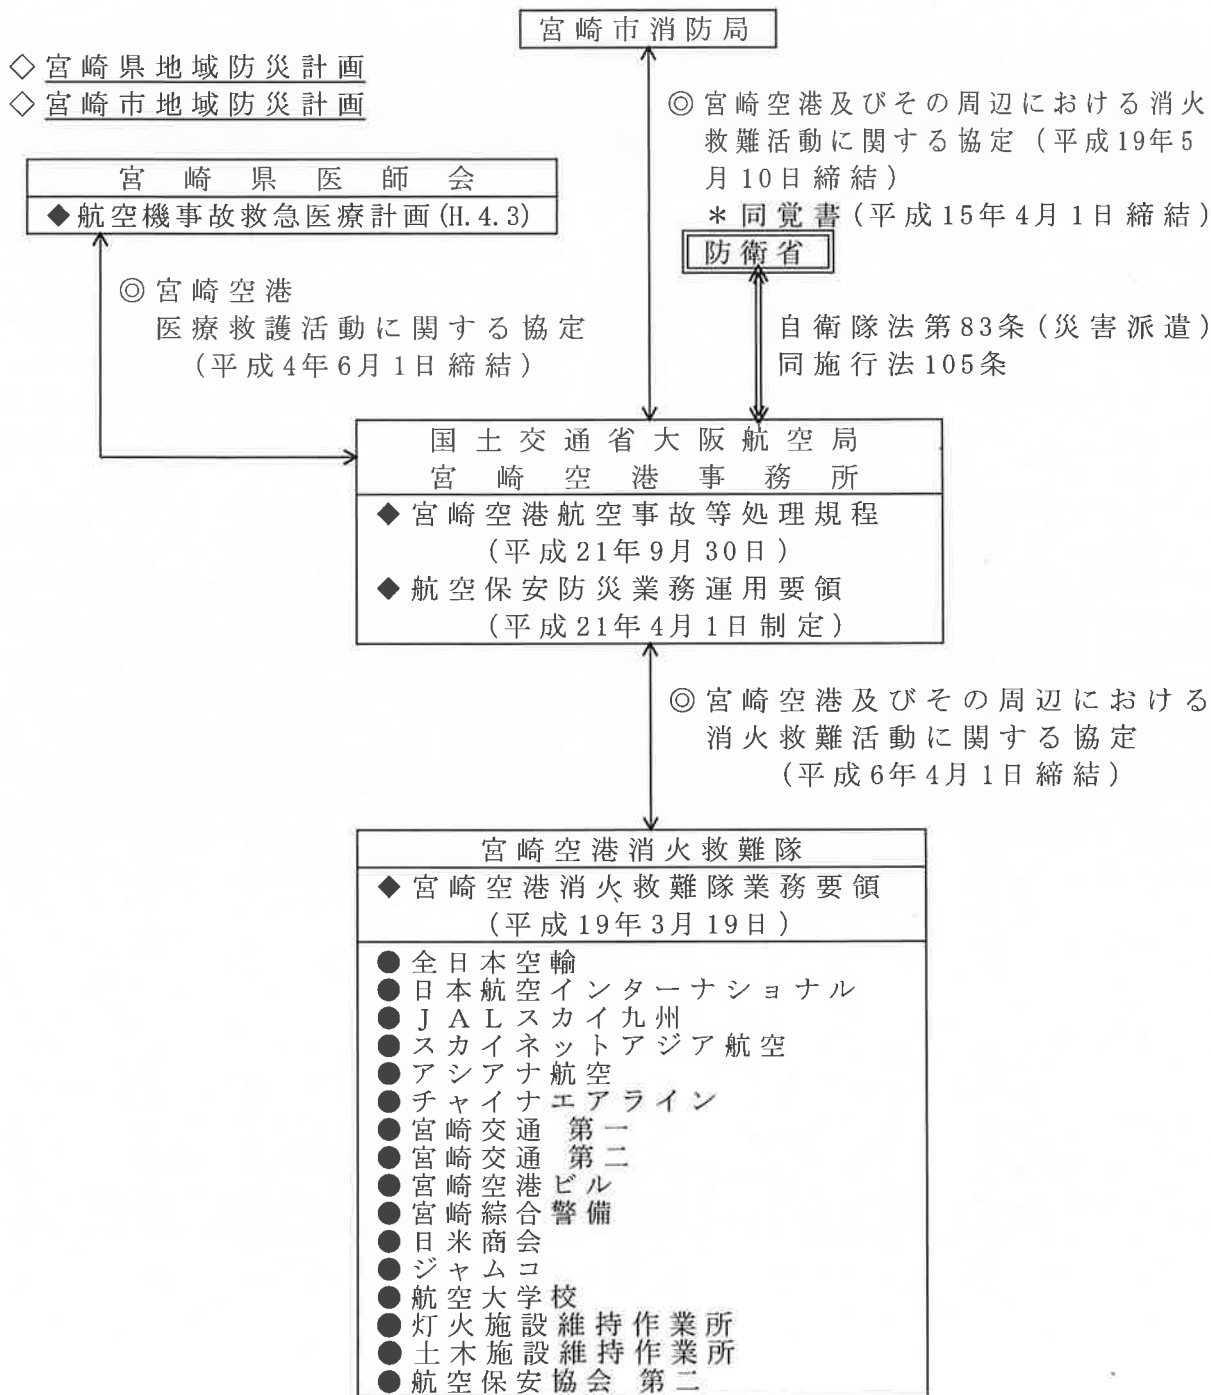 宮崎市消防局
◇宮崎県地域防災計画
◇宮崎市地域防災計画
◎宮崎空港及びその周辺における消火
救難活動に関する協定(平成19年5
月10日締結)
*同覚書(平成15年4月1日締結)
宮崎県医師会
◆航空機事故救急医療計画(H.4.3)
防衛省
◎宮崎空港
医療救護活動に関する協定
(平成4年6月1日締結)
自衛隊法第83条(災害派遣)
同施行法105条
国土交通省大阪航空局
宮崎空港事務所
◆宮崎空港航空事故等処理規程
(平成21年9月30日)
◆航空保安防災業務運用要領
(平成21年4月1日制定)
◎宮崎空港及びその周辺における
消火救難活動に関する協定
(平成6年4月1日締結)
宮崎空港消火救難隊
◆宮崎空港消火救難隊業務要領
(平成19年3月19日)
●全日本空輸
●日本航空インターナショナル
●JALスカイ九州
●スカイネットアジア航空
●アシアナ航空
●チャイナエアライン
●宮崎交通 第一
●宮崎交通 第二
●宮崎空港ビル
●宮崎綜合警備
●日米商会
●ジャムコ
●航空大学校
●灯火施設維持作業所
●土木施設維持作業所
●航空保安協会 第二